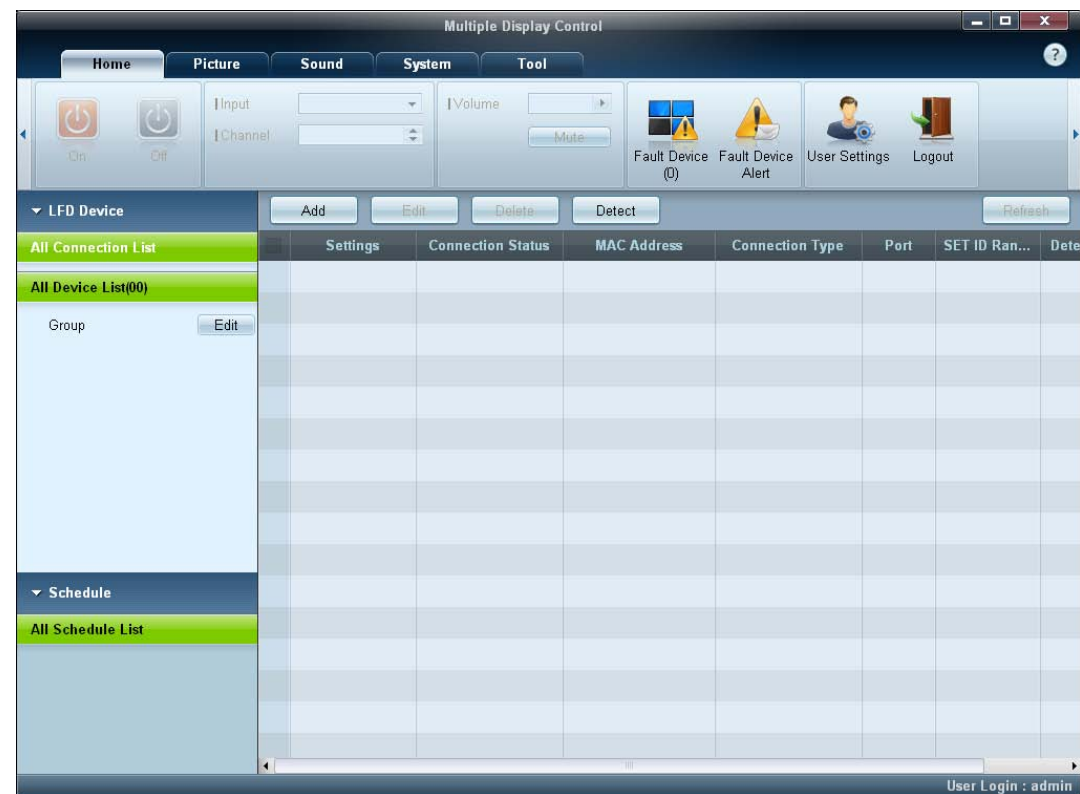 Multiple Display Control
Home Picture Sound System Tool
Input
Channel
On Off
Volume
Mute
Fault Device
(0)
Fault Device
Alert
User Settings
Logout
LFD Device
Add Edit Delete Detect Refresh
All Connection List
Settings Connection Status MAC Address Connection Type Port SET ID Ran... Dete
All Device List(00)
Group Edit
Schedule
All Schedule List
User Login : admin